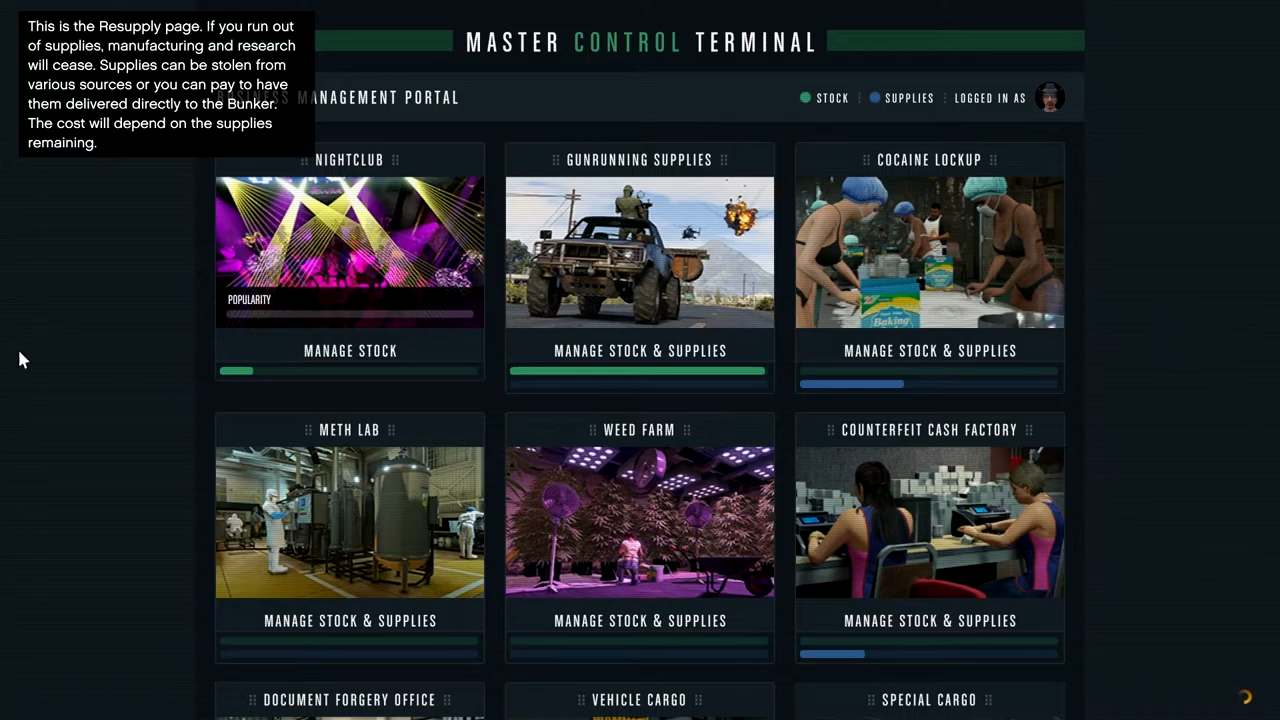 This is the Resupply page. If you run out
of supplies, manufacturing and research
will cease. Supplies can be stolen from
various sources or you can pay to have
them delivered directly to the Bunker.
The cost will depend on the supplies
remaining.
MASTER CONTROL TERMINAL
MANAGEMENT PORTAL
STOCK
SUPPLIES
LOGGED IN AS
NIGHTCLUB
POPULARITY
MANAGE STOCK
GUNRUNNING SUPPLIES
MANAGE STOCK & SUPPLIES
COCAINE LOCKUP
Baking
MANAGE STOCK & SUPPLIES
METH LAB
MANAGE STOCK & SUPPLIES
WEED FARM
MANAGE STOCK & SUPPLIES
COUNTERFEIT CASH FACTORY
MANAGE STOCK & SUPPLIES
DOCUMENT FORGERY OFFICE
VEHICLE CARGO
SPECIAL CARGO